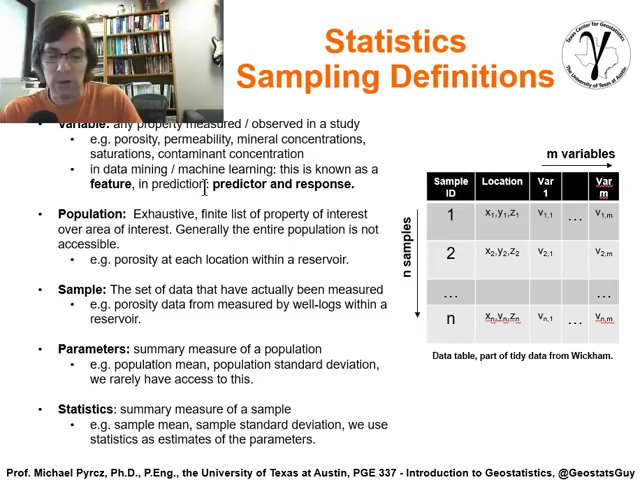 Statistics
Sampling Definitions
Texas Center for Geostatistics
The University of Texas at Austin
γ
• Variable: any property measured / observed in a study
• e.g. porosity, permeability, mineral concentrations,
saturations, contaminant concentration
• in data mining / machine learning: this is known as a
feature, in prediction: predictor and response.
• Population: Exhaustive, finite list of property of interest
over area of interest. Generally the entire population is not
accessible.
• e.g. porosity at each location within a reservoir.
• Sample: The set of data that have actually been measured
• e.g. porosity data from measured by well-logs within a
reservoir.
• Parameters: summary measure of a population
• e.g. population mean, population standard deviation,
we rarely have access to this.
• Statistics: summary measure of a sample
• e.g. sample mean, sample standard deviation, we use
statistics as estimates of the parameters.
m variables
n samples
Sample ID Location Var 1 Var m
1 x1,y1,z1 v1,1 … v1,m
2 x2,y2,z2 v2,1 v2,m
… …
n xn,yn,zn vn,1 … vn,m
Data table, part of tidy data from Wickham.
Prof. Michael Pyrcz, Ph.D., P.Eng., the University of Texas at Austin, PGE 337 - Introduction to Geostatistics, @GeostatsGuy